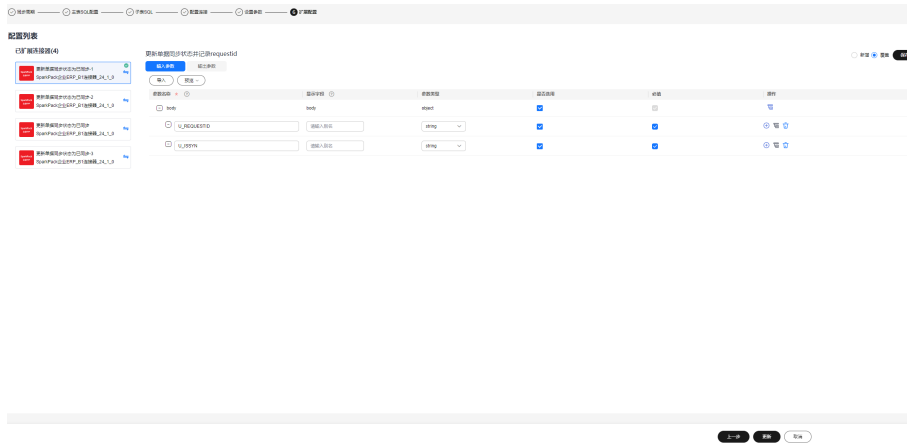 同步周期 主表SQL配置 子表SQL 配置连接 设置参数 扩展配置
配置列表
已扩展连接器(4)
更新单据同步状态为已同步-1
SparkPack企业ERP_B1连接器_24_1_0
更新单据同步状态为已同步-2
SparkPack企业ERP_B1连接器_24_1_0
更新单据同步状态为已同步
SparkPack企业ERP_B1连接器_24_1_0
更新单据同步状态为已同步-3
SparkPack企业ERP_B1连接器_24_1_0
更新单据同步状态并记录requestid
新增 覆盖
输入参数 输出参数
导入 预览
参数名称 * 显示字段 参数类型 是否启用 必填 操作
body body object
U_REQUESTID 请输入别名 string
U_ISSYN 请输入别名 string
上一步 更新 取消